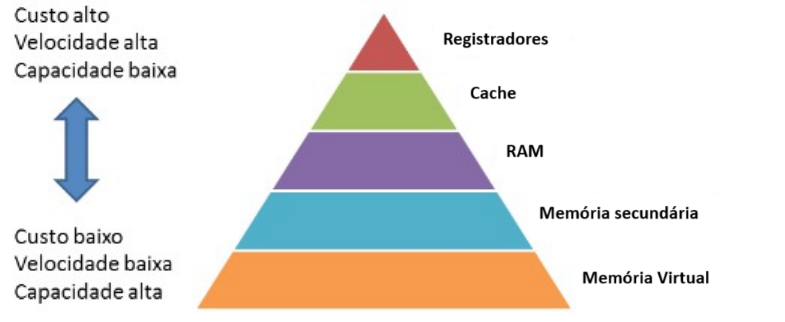 Custo alto
Velocidade alta
Capacidade baixa
Registradores
Cache
RAM
Memória secundária
Memória Virtual
Custo baixo
Velocidade baixa
Capacidade alta